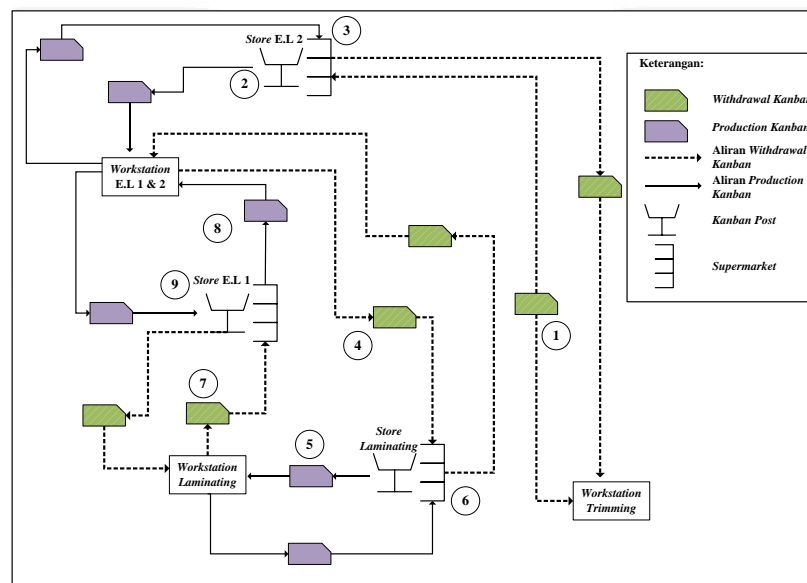 3
Store E.L 2
2
Workstation
E.L 1 & 2
8
9
Store E.L 1
4
1
7
5
Store
Laminating
Workstation
Laminating
6
Workstation
Trimming
Keterangan:
Withdrawal Kanban
Production Kanban
Aliran Withdrawal
Kanban
Aliran Production
Kanban
Kanban Post
Supermarket